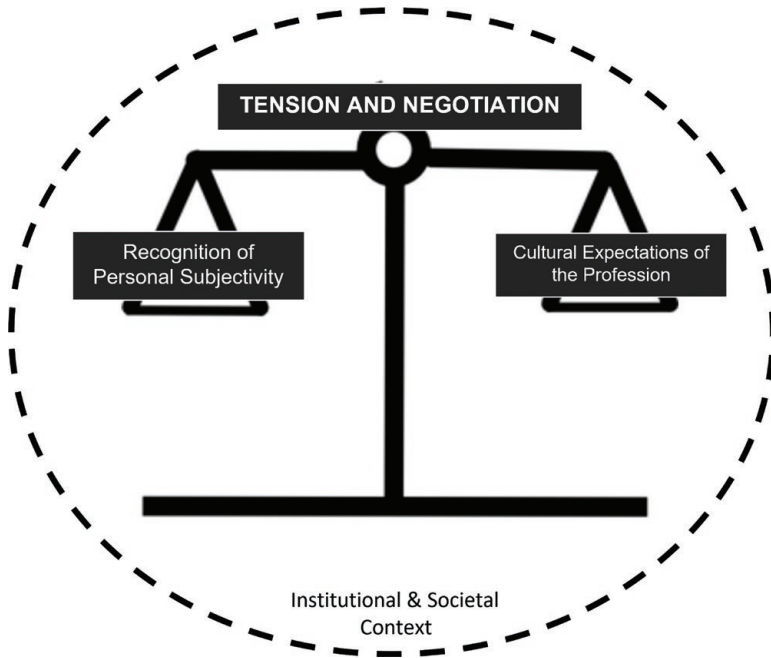 TENSION AND NEGOTIATION
Recognition of
Personal Subjectivity
Cultural Expectations of
the Profession
Institutional & Societal
Context